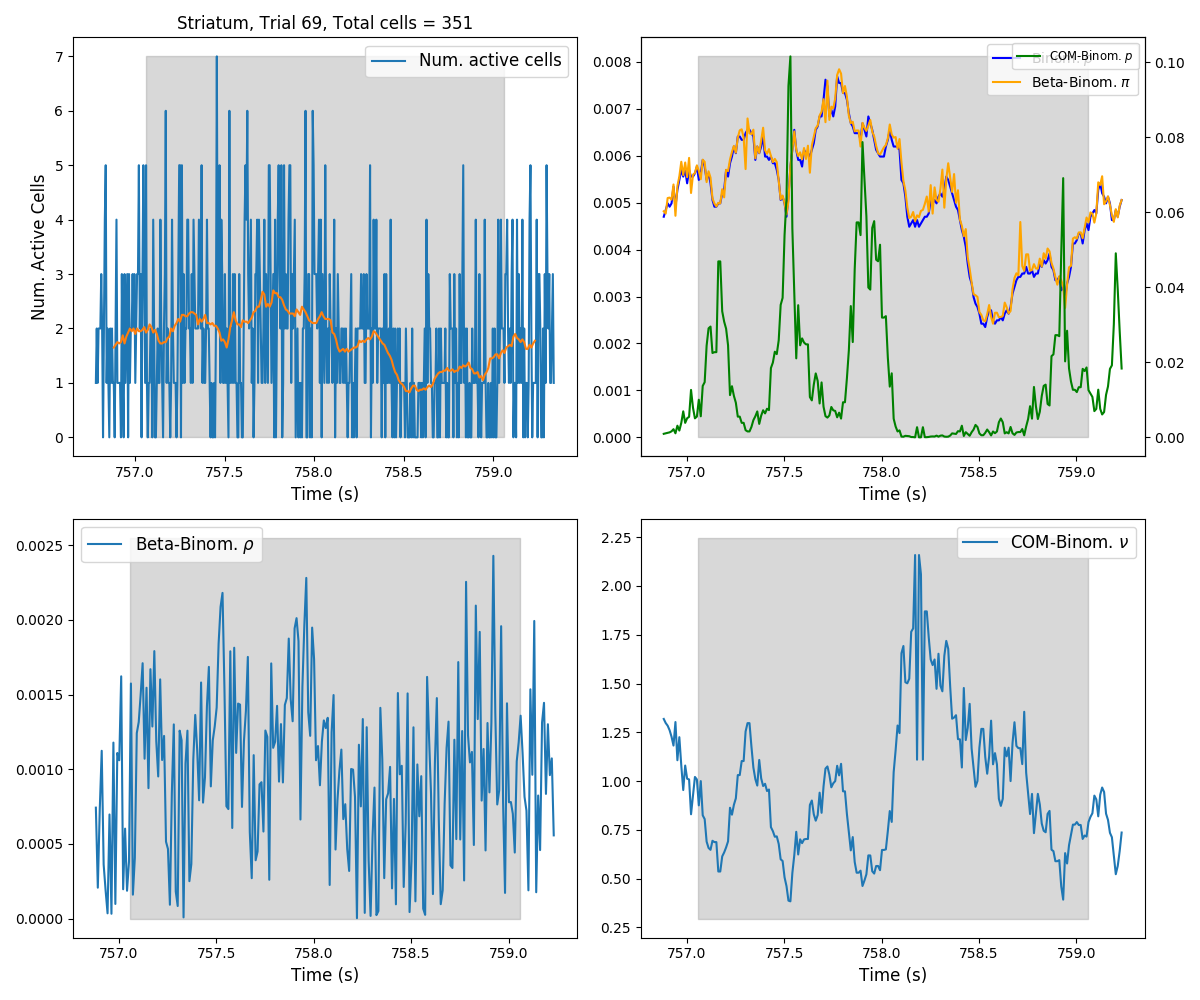 Striatum, Trial 69, Total cells = 351
Num. active cells
Num. Active Cells
7
6
5
4
3
2
1
0
757.0 757.5 758.0 758.5 759.0
Time (s)
COM-Binom. p
Beta-Binom. π
0.008
0.007
0.006
0.005
0.004
0.003
0.002
0.001
0.000
0.10
0.08
0.06
0.04
0.02
0.00
757.0 757.5 758.0 758.5 759.0
Time (s)
Beta-Binom. ρ
0.0025
0.0020
0.0015
0.0010
0.0005
0.0000
757.0 757.5 758.0 758.5 759.0
Time (s)
COM-Binom. ν
2.25
2.00
1.75
1.50
1.25
1.00
0.75
0.50
0.25
757.0 757.5 758.0 758.5 759.0
Time (s)